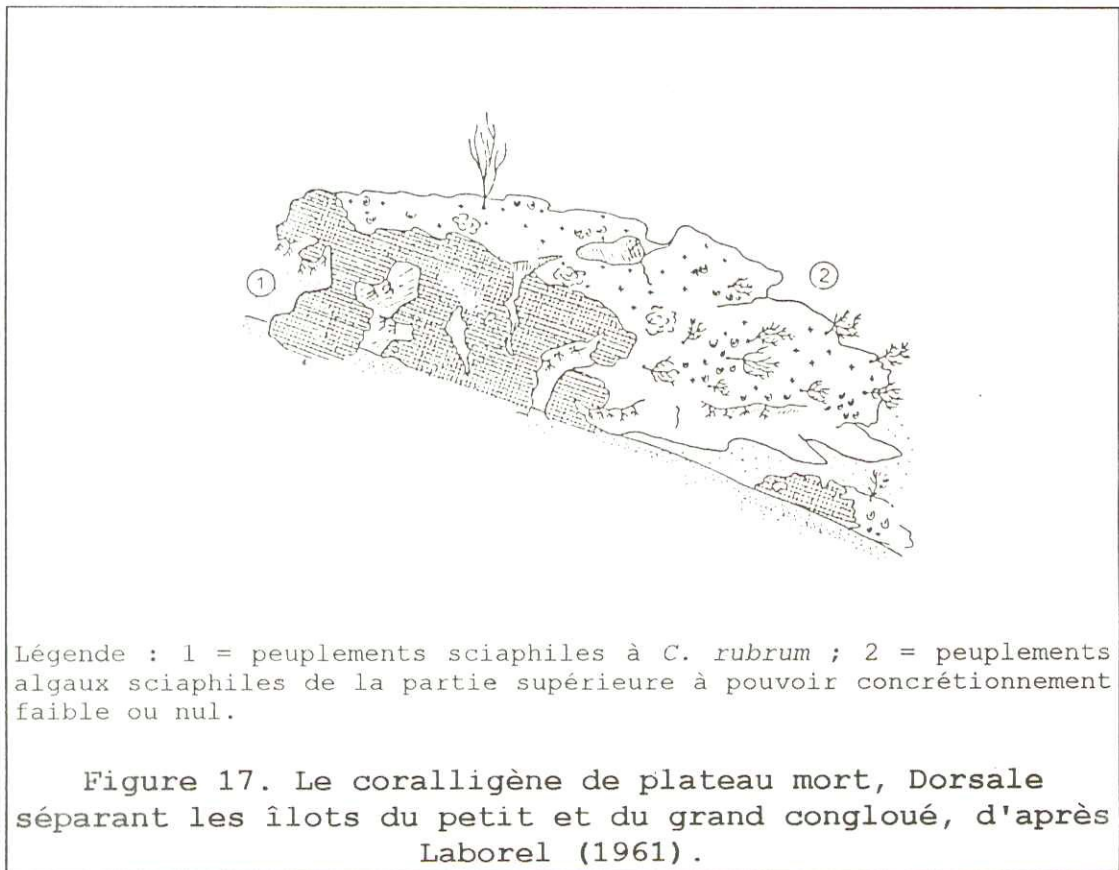 1
2
Légende : 1 = peuplements sciaphiles à C. rubrum ; 2 = peuplements
algaux sciaphiles de la partie supérieure à pouvoir concrétionnement
faible ou nul.
Figure 17. Le coralligène de plateau mort, Dorsale
séparant les îlots du petit et du grand congloué, d'après
Laborel (1961).